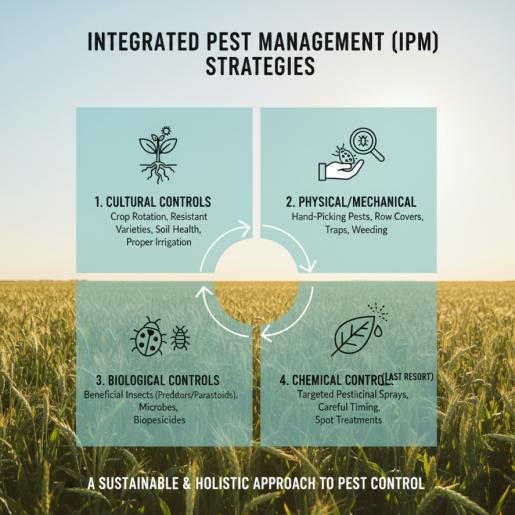 INTEGRATED PEST MANAGEMENT (IPM)
STRATEGIES
1. CULTURAL CONTROLS
Crop Rotation, Resistant
Varieties, Soil Health,
Proper Irrigation
2. PHYSICAL/MECHANICAL
Hand-Picking Pests, Row Covers,
Traps, Weeding
3. BIOLOGICAL CONTROLS
Beneficial Insects (Predators/Parastoids),
Microbes,
Biopesicides
4. CHEMICAL CONTROL (LAST RESORT)
Targeted Pestiicinal Sprays,
Careful Timing,
Spot Treatments
A SUSTAINABLE & HOLISTIC APPROACH TO PEST CONTROL